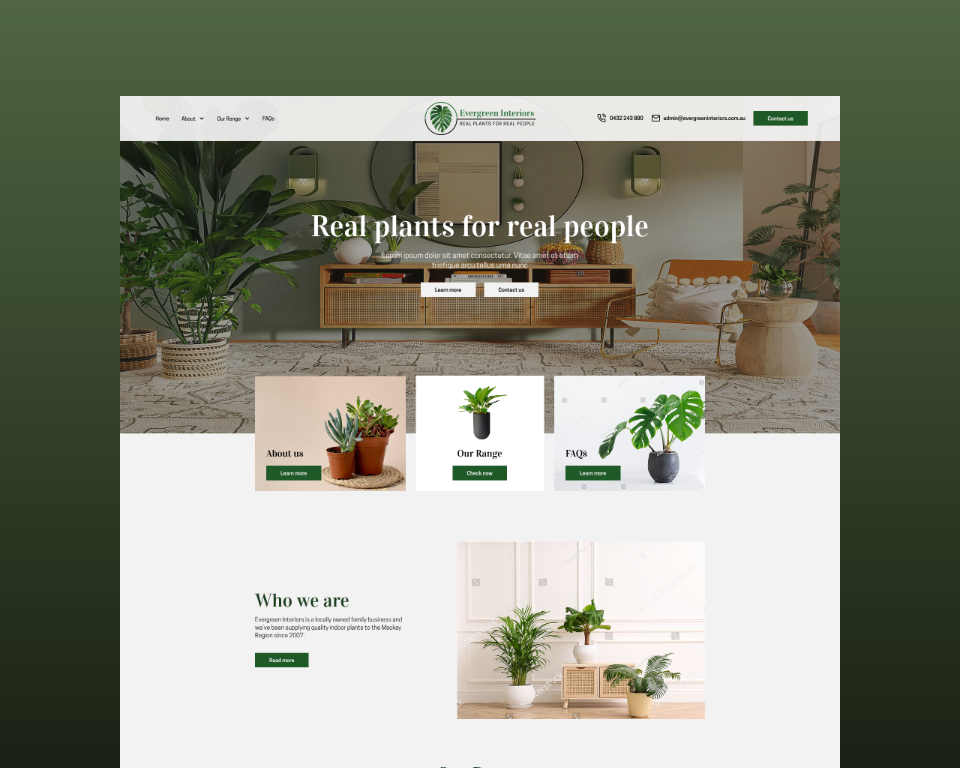 Home About Our Range FAQs
Evergreen Interiors
REAL PLANTS FOR REAL PEOPLE
0432 243 880 admin@evergreeninteriors.com.au Contact us
Real plants for real people
Lorem ipsum dolor sit amet consectetur. Vitae amet et etiam
tristique arcu tellus urna nunc
Learn more Contact us
About us
Learn more
Our Range
Check now
FAQs
Learn more
Who we are
Evergreen Interiors is a locally owned family business and
we've been supplying quality indoor plants to the Mackay
Region since 2007.
Read more